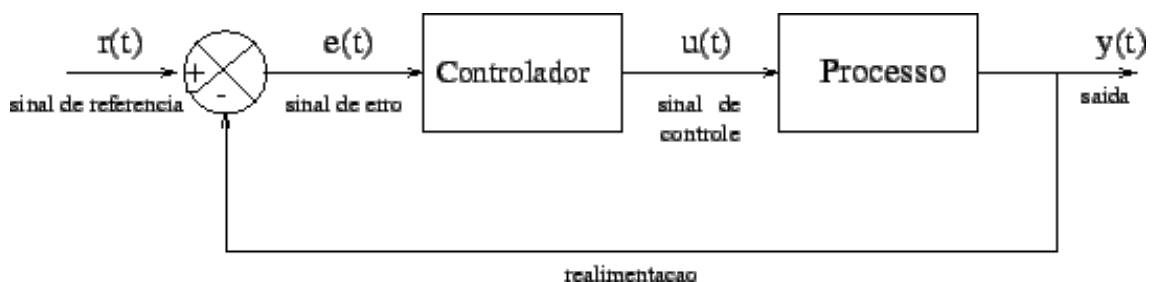 r(t)
+
-
sinal de referencia
e(t)
sinal de erro
Controlador
u(t)
sinal de
controle
Processo
y(t)
saida
realimentacao